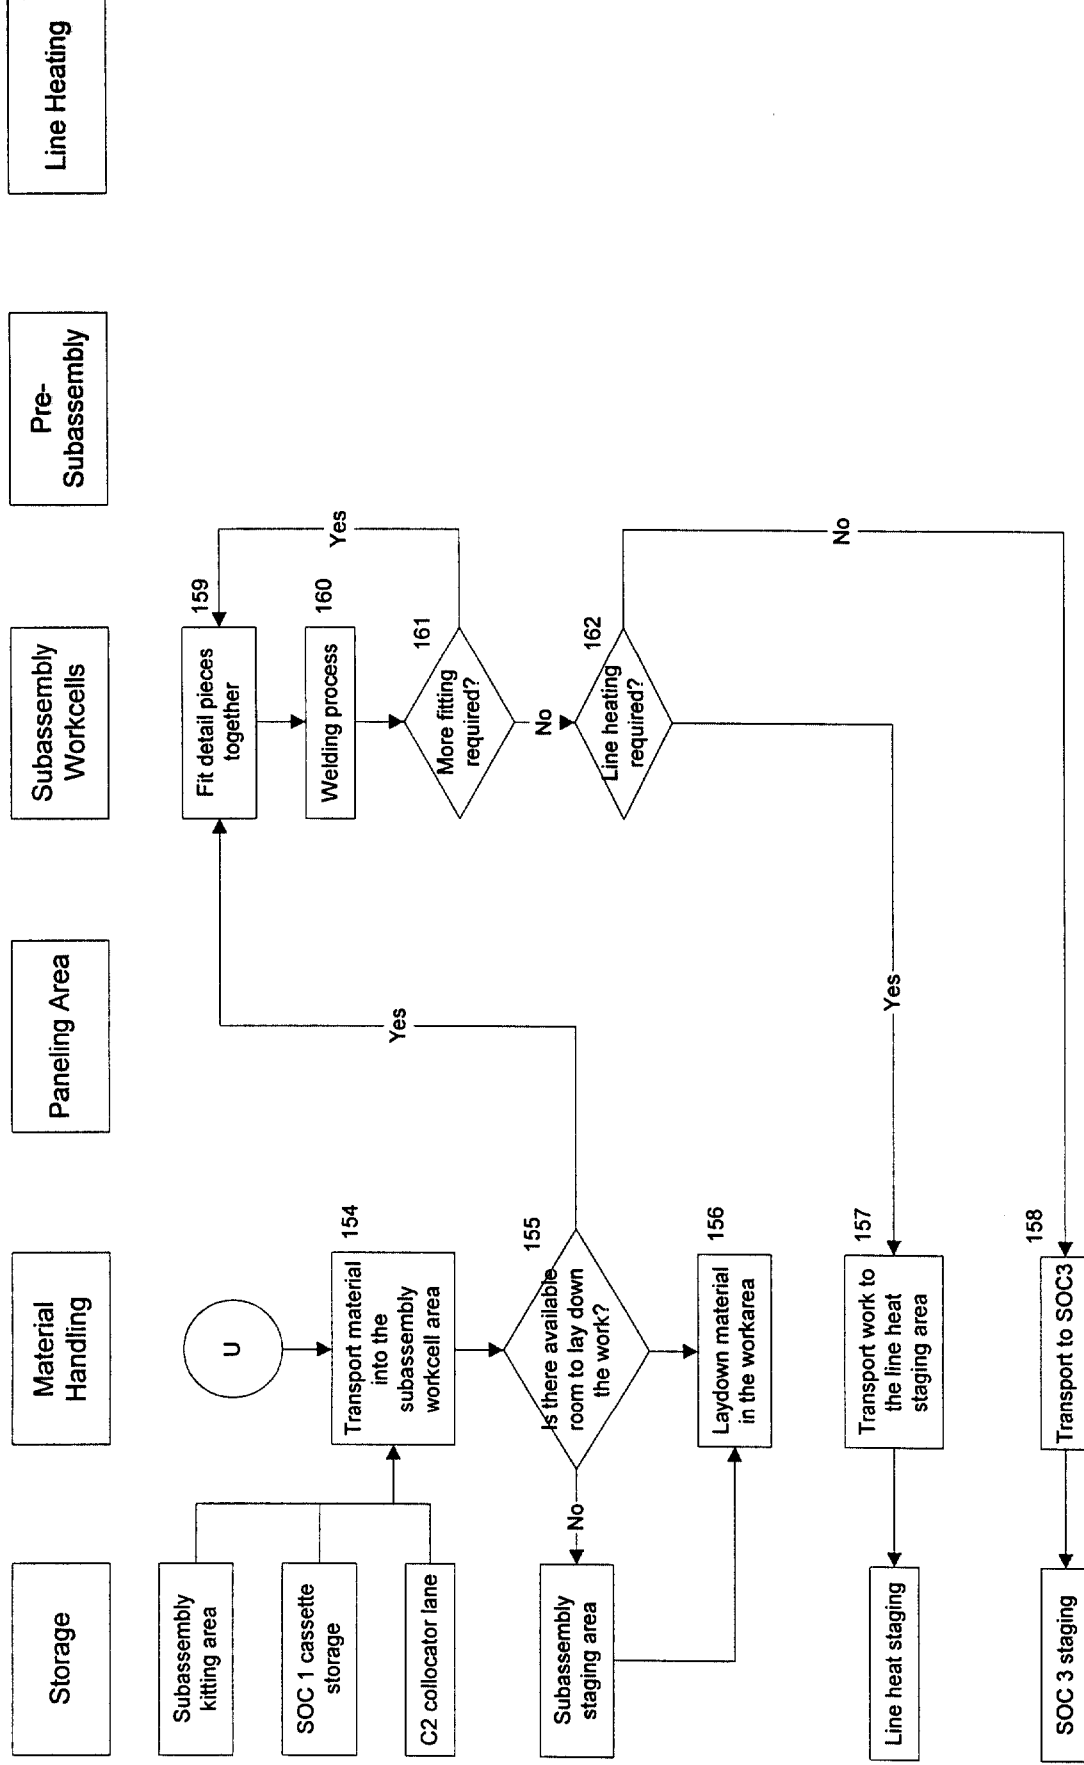 Storage
Material
Handling
Paneling Area
Subassembly
Workcells
Pre-
Subassembly
Line Heating
Subassembly
kitting area
SOC 1 cassette
storage
C2 collocator lane
U
154
Transport material
into the
subassembly
workcell area
155
Is there available
room to lay down
the work?
Yes
No
Subassembly
staging area
156
Laydown material
in the workarea
159
Fit detail pieces
together
160
Welding process
161
More fitting
required?
Yes
No
162
Line heating
required?
Yes
No
157
Transport work to
the line heat
staging area
Line heat staging
158
Transport to SOC3
SOC 3 staging